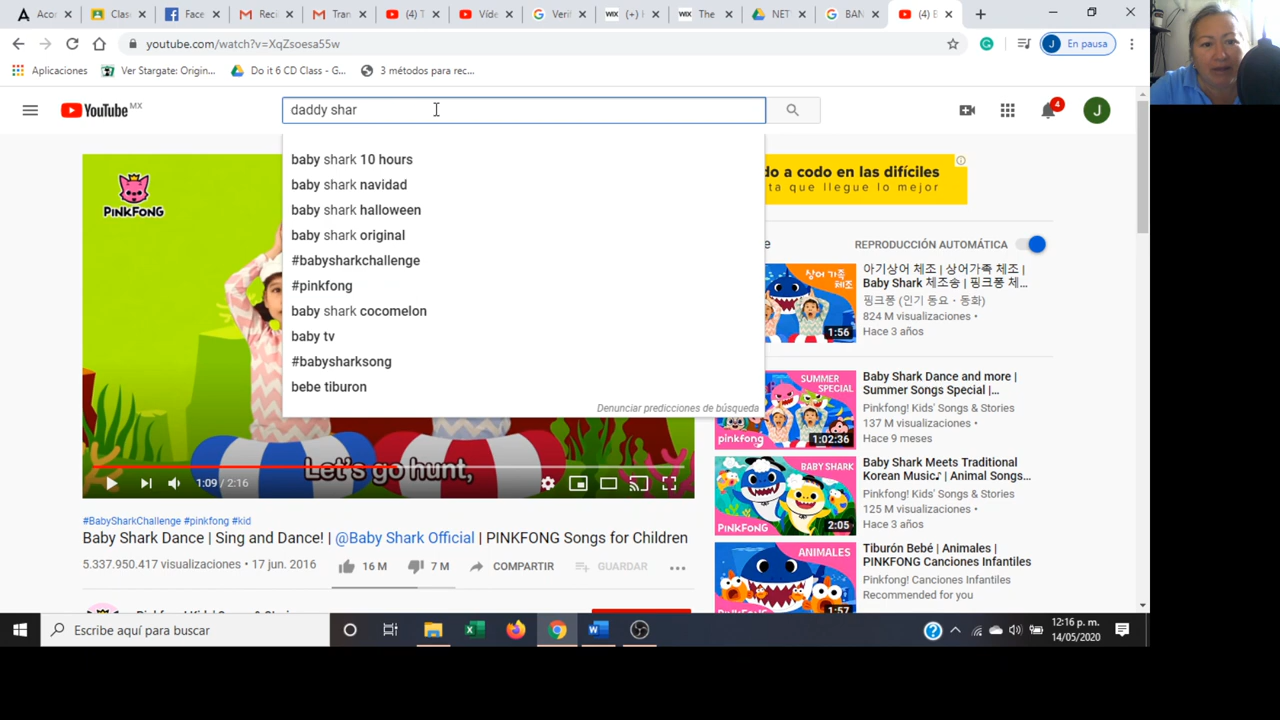 Acor
Clas
Face
Reci
Tran
(4) T
Víde
Verif
(+) H
The
NET
BAN
(4) E
youtube.com/watch?v=XqZsoesa55w
En pausa
Aplicaciones
Ver Stargate: Origin...
Do it 6 CD Class - G...
3 métodos para rec...
YouTube MX
daddy shar
4
J
baby shark 10 hours
baby shark navidad
baby shark halloween
baby shark original
#babysharkchallenge
#pinkfong
baby shark cocomelon
baby tv
#babysharksong
bebe tiburon
Denunciar predicciones de búsqueda
PINKFONG
Let's go hunt,
1:09 / 2:16
#BabySharkChallenge #pinkfong #kid
Baby Shark Dance | Sing and Dance! | @Baby Shark Official | PINKFONG Songs for Children
5.337.950.417 visualizaciones • 17 jun. 2016
16 M
7 M
COMPARTIR
GUARDAR
do a codo en las difíciles
ta que llegue lo mejor
REPRODUCCIÓN AUTOMÁTICA
아기상어 체조 | 상어가족 체조 |
Baby Shark 체조송 | 핑크퐁 체...
핑크퐁 (인기 동요・동화)
824 M visualizaciones •
Hace 3 años
1:56
Baby Shark Dance and more |
Summer Songs Special |...
Pinkfong! Kids' Songs & Stories
137 M visualizaciones •
Hace 9 meses
SUMMER SPECIAL
pinkfong
1:02:36
Baby Shark Meets Traditional
Korean Music♪ | Animal Songs...
Pinkfong! Kids' Songs & Stories
125 M visualizaciones •
Hace 3 años
BABY SHARK
PINKFONG
2:05
Tiburón Bebé | Animales |
PINKFONG Canciones Infantiles
Pinkfong! Canciones Infantiles
Recommended for you
ANIMALES
1:57
Escribe aquí para buscar
12:16 p. m.
14/05/2020